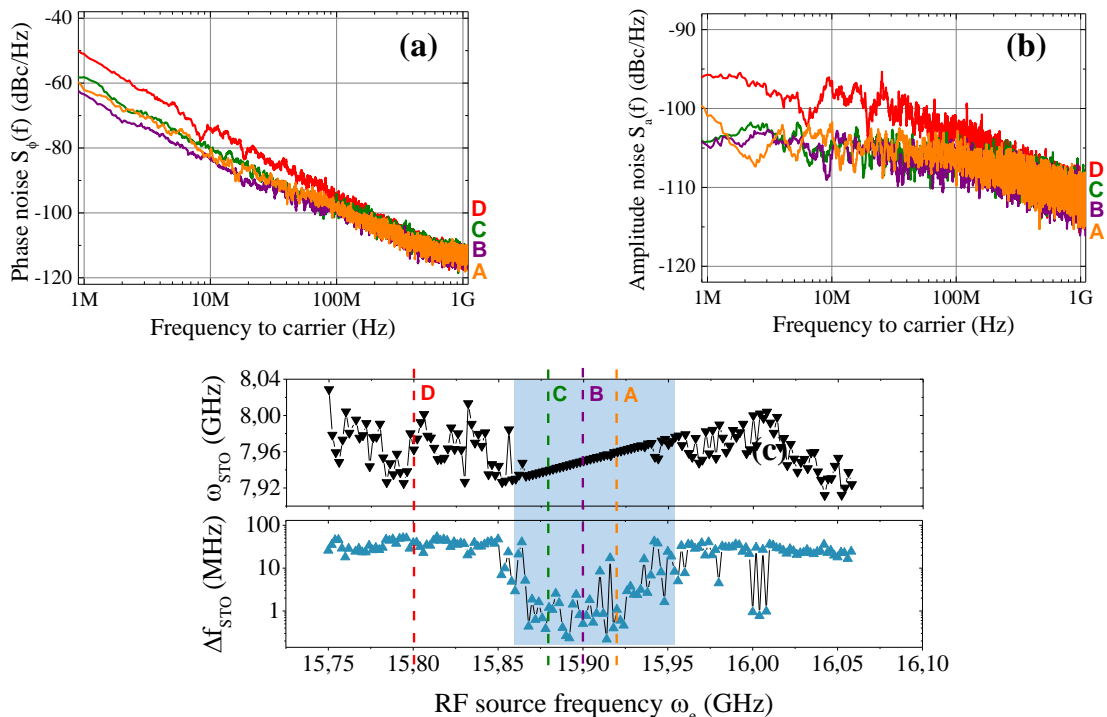 (a)
Phase noise S_ϕ(f) (dBc/Hz)
-40
-60
-80
-100
-120
D
C
B
A
1M
10M
100M
1G
Frequency to carrier (Hz)
(b)
Amplitude noise S_a(f) (dBc/Hz)
-90
-100
-110
-120
D
C
B
A
1M
10M
100M
1G
Frequency to carrier (Hz)
ω_STO (GHz)
8,04
8,00
7,96
7,92
D
C
B
A
(c)
Δf_STO (MHz)
100
10
1
15,75
15,80
15,85
15,90
15,95
16,00
16,05
16,10
RF source frequency ω_e (GHz)